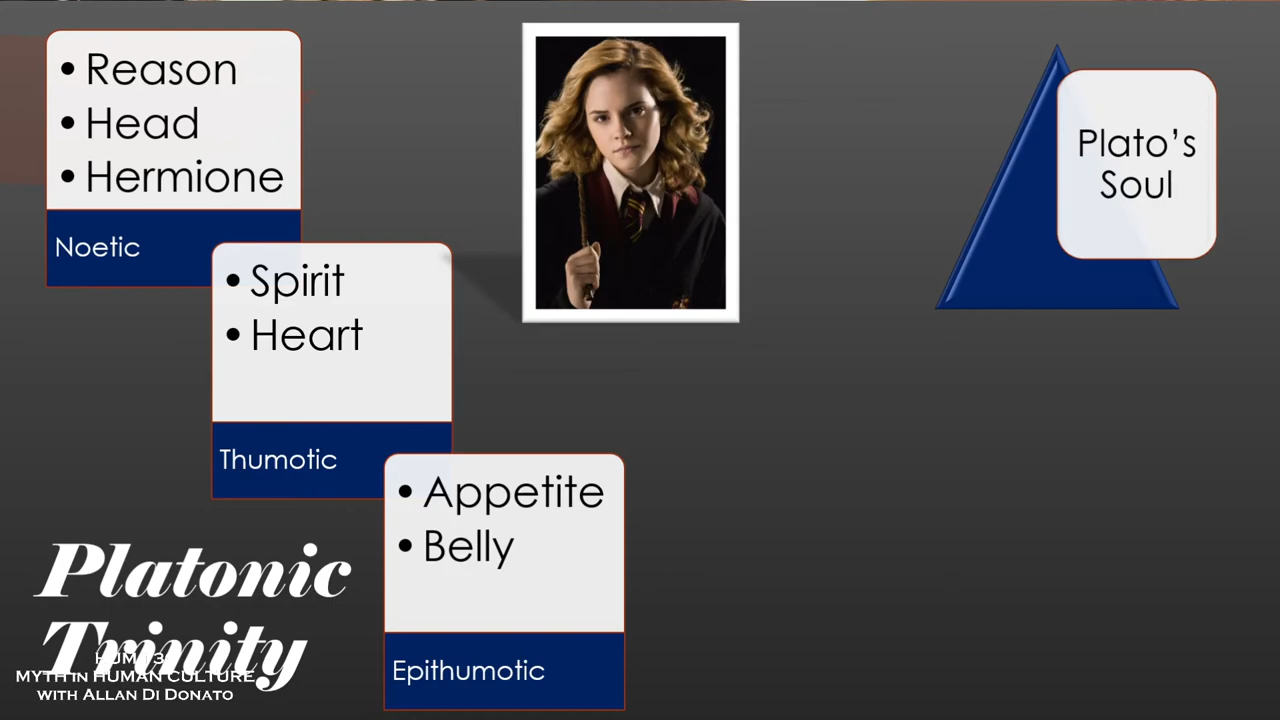 • Reason
• Head
• Hermione
Noetic
• Spirit
• Heart
Thumotic
• Appetite
• Belly
Epithumotic
Plato's
Soul
Platonic
Trinity
MYTH IN HUMAN CULTURE
WITH ALLAN DI DONATO